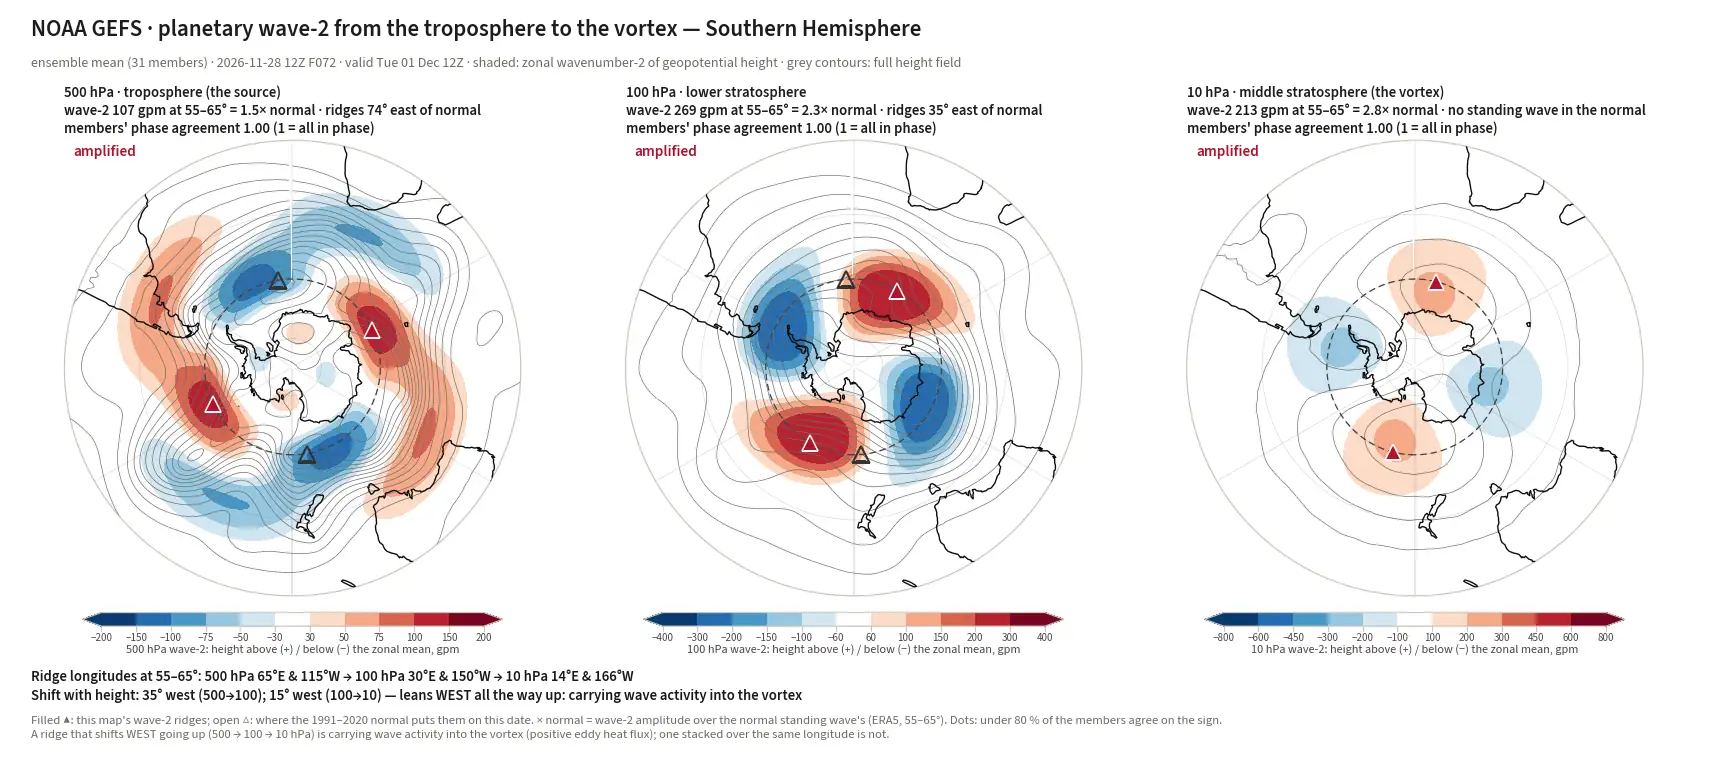 NOAA GEFS · planetary wave-2 from the troposphere to the vortex — Southern Hemisphere
ensemble mean (31 members) · 2026-11-28 12Z F072 · valid Tue 01 Dec 12Z · shaded: zonal wavenumber-2 of geopotential height · grey contours: full height field
500 hPa · troposphere (the source)
wave-2 107 gpm at 55–65° = 1.5× normal · ridges 74° east of normal
members' phase agreement 1.00 (1 = all in phase)
amplified
100 hPa · lower stratosphere
wave-2 269 gpm at 55–65° = 2.3× normal · ridges 35° east of normal
members' phase agreement 1.00 (1 = all in phase)
amplified
10 hPa · middle stratosphere (the vortex)
wave-2 213 gpm at 55–65° = 2.8× normal · no standing wave in the normal
members' phase agreement 1.00 (1 = all in phase)
amplified
−200 −150 −100 −75 −50 −30 30 50 75 100 150 200
500 hPa wave-2: height above (+) / below (−) the zonal mean, gpm
−400 −300 −200 −150 −100 −60 60 100 150 200 300 400
100 hPa wave-2: height above (+) / below (−) the zonal mean, gpm
−800 −600 −450 −300 −200 −100 100 200 300 450 600 800
10 hPa wave-2: height above (+) / below (−) the zonal mean, gpm
Ridge longitudes at 55–65°: 500 hPa 65°E & 115°W → 100 hPa 30°E & 150°W → 10 hPa 14°E & 166°W
Shift with height: 35° west (500→100); 15° west (100→10) — leans WEST all the way up: carrying wave activity into the vortex
Filled ▲: this map's wave-2 ridges; open △: where the 1991–2020 normal puts them on this date. × normal = wave-2 amplitude over the normal standing wave's (ERA5, 55–65°). Dots: under 80 % of the members agree on the sign.
A ridge that shifts WEST going up (500 → 100 → 10 hPa) is carrying wave activity into the vortex (positive eddy heat flux); one stacked over the same longitude is not.